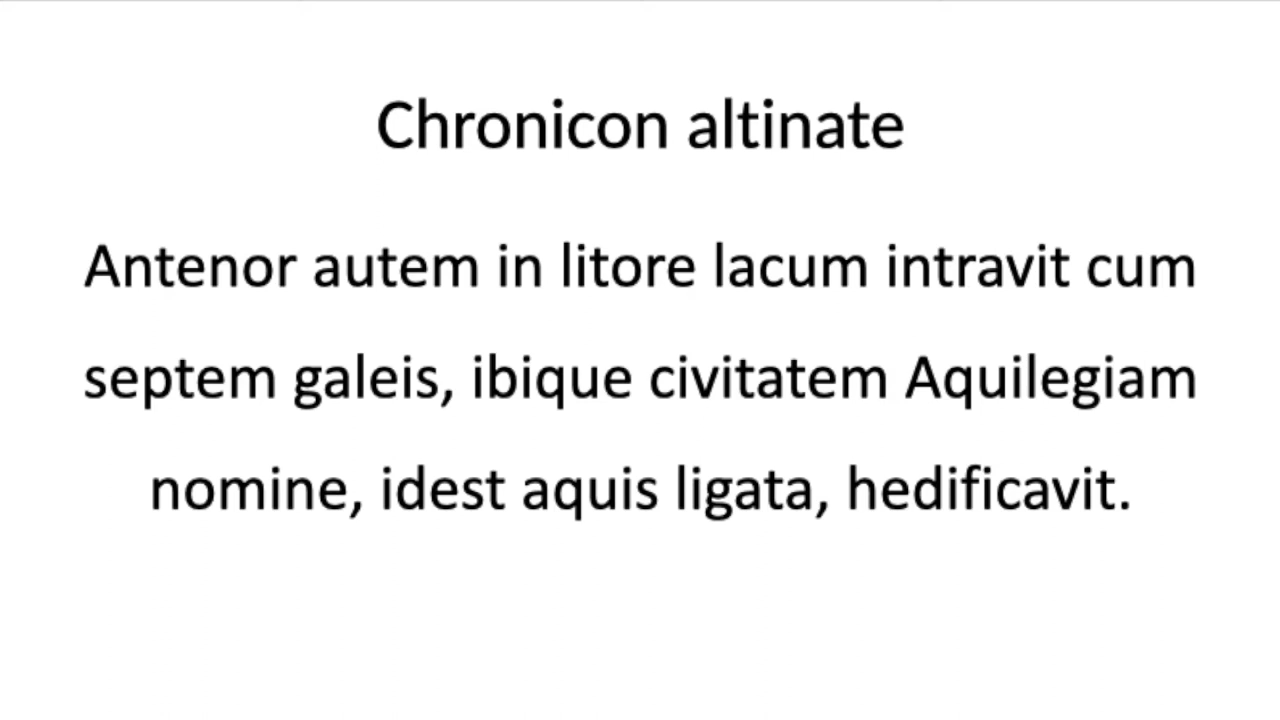 Chronicon altinate
Antenor autem in litore lacum intravit cum
septem galeis, ibique civitatem Aquilegiam
nomine, idest aquis ligata, hedificavit.